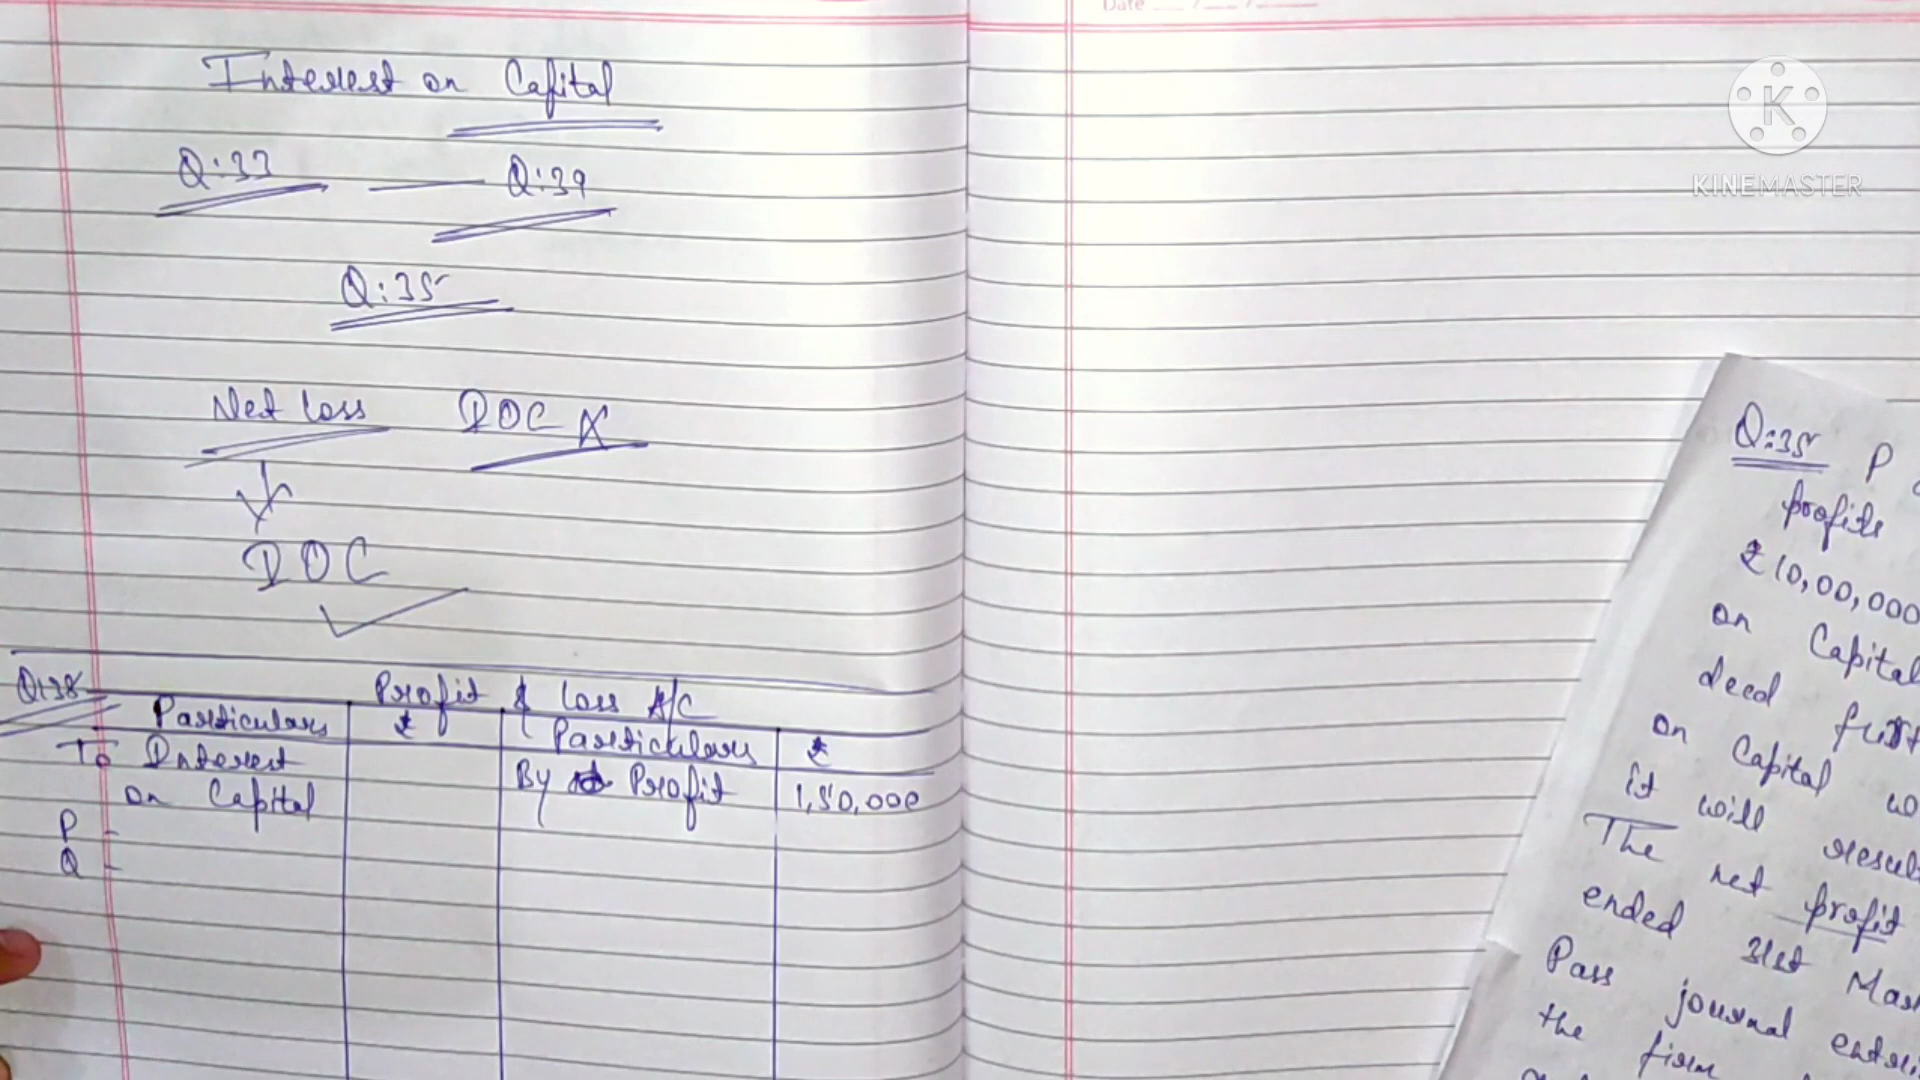 Interest on Capital
Q:33 — Q:39
Q:35
Net loss IOC X
IOC
Profit & Loss A/C
Particulars ₹ Particulars ₹
To Interest By Profit 1,50,000
on Capital
P -
Q -
Date
K
KINEMASTER
Q:35 P
profits
₹10,00,000
on Capital
deed
on Capital
it will
The net profit
ended 31st
Pass journal
the firm